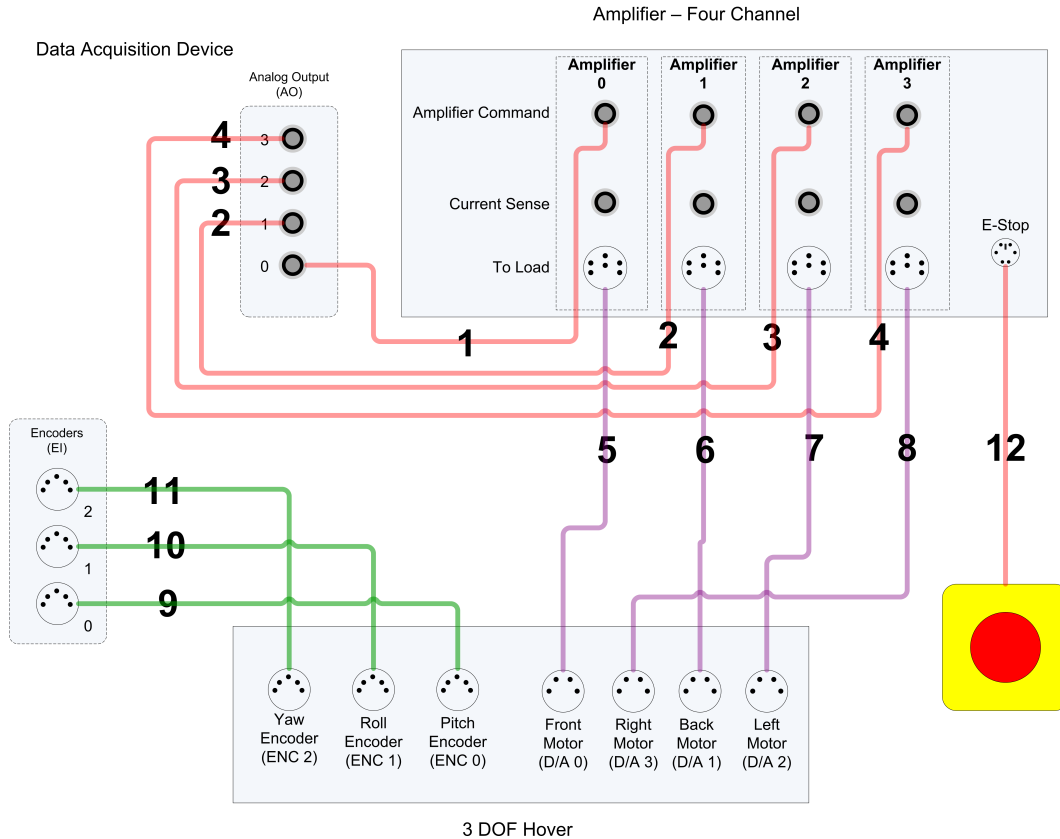 Amplifier – Four Channel
Data Acquisition Device
Analog Output
(AO)
3
2
1
0
4
3
2
Amplifier
0
Amplifier
1
Amplifier
2
Amplifier
3
Amplifier Command
Current Sense
To Load
E-Stop
1
2
3
4
5
6
7
8
12
Encoders
(EI)
2
1
0
11
10
9
Yaw
Encoder
(ENC 2)
Roll
Encoder
(ENC 1)
Pitch
Encoder
(ENC 0)
Front
Motor
(D/A 0)
Right
Motor
(D/A 3)
Back
Motor
(D/A 1)
Left
Motor
(D/A 2)
3 DOF Hover